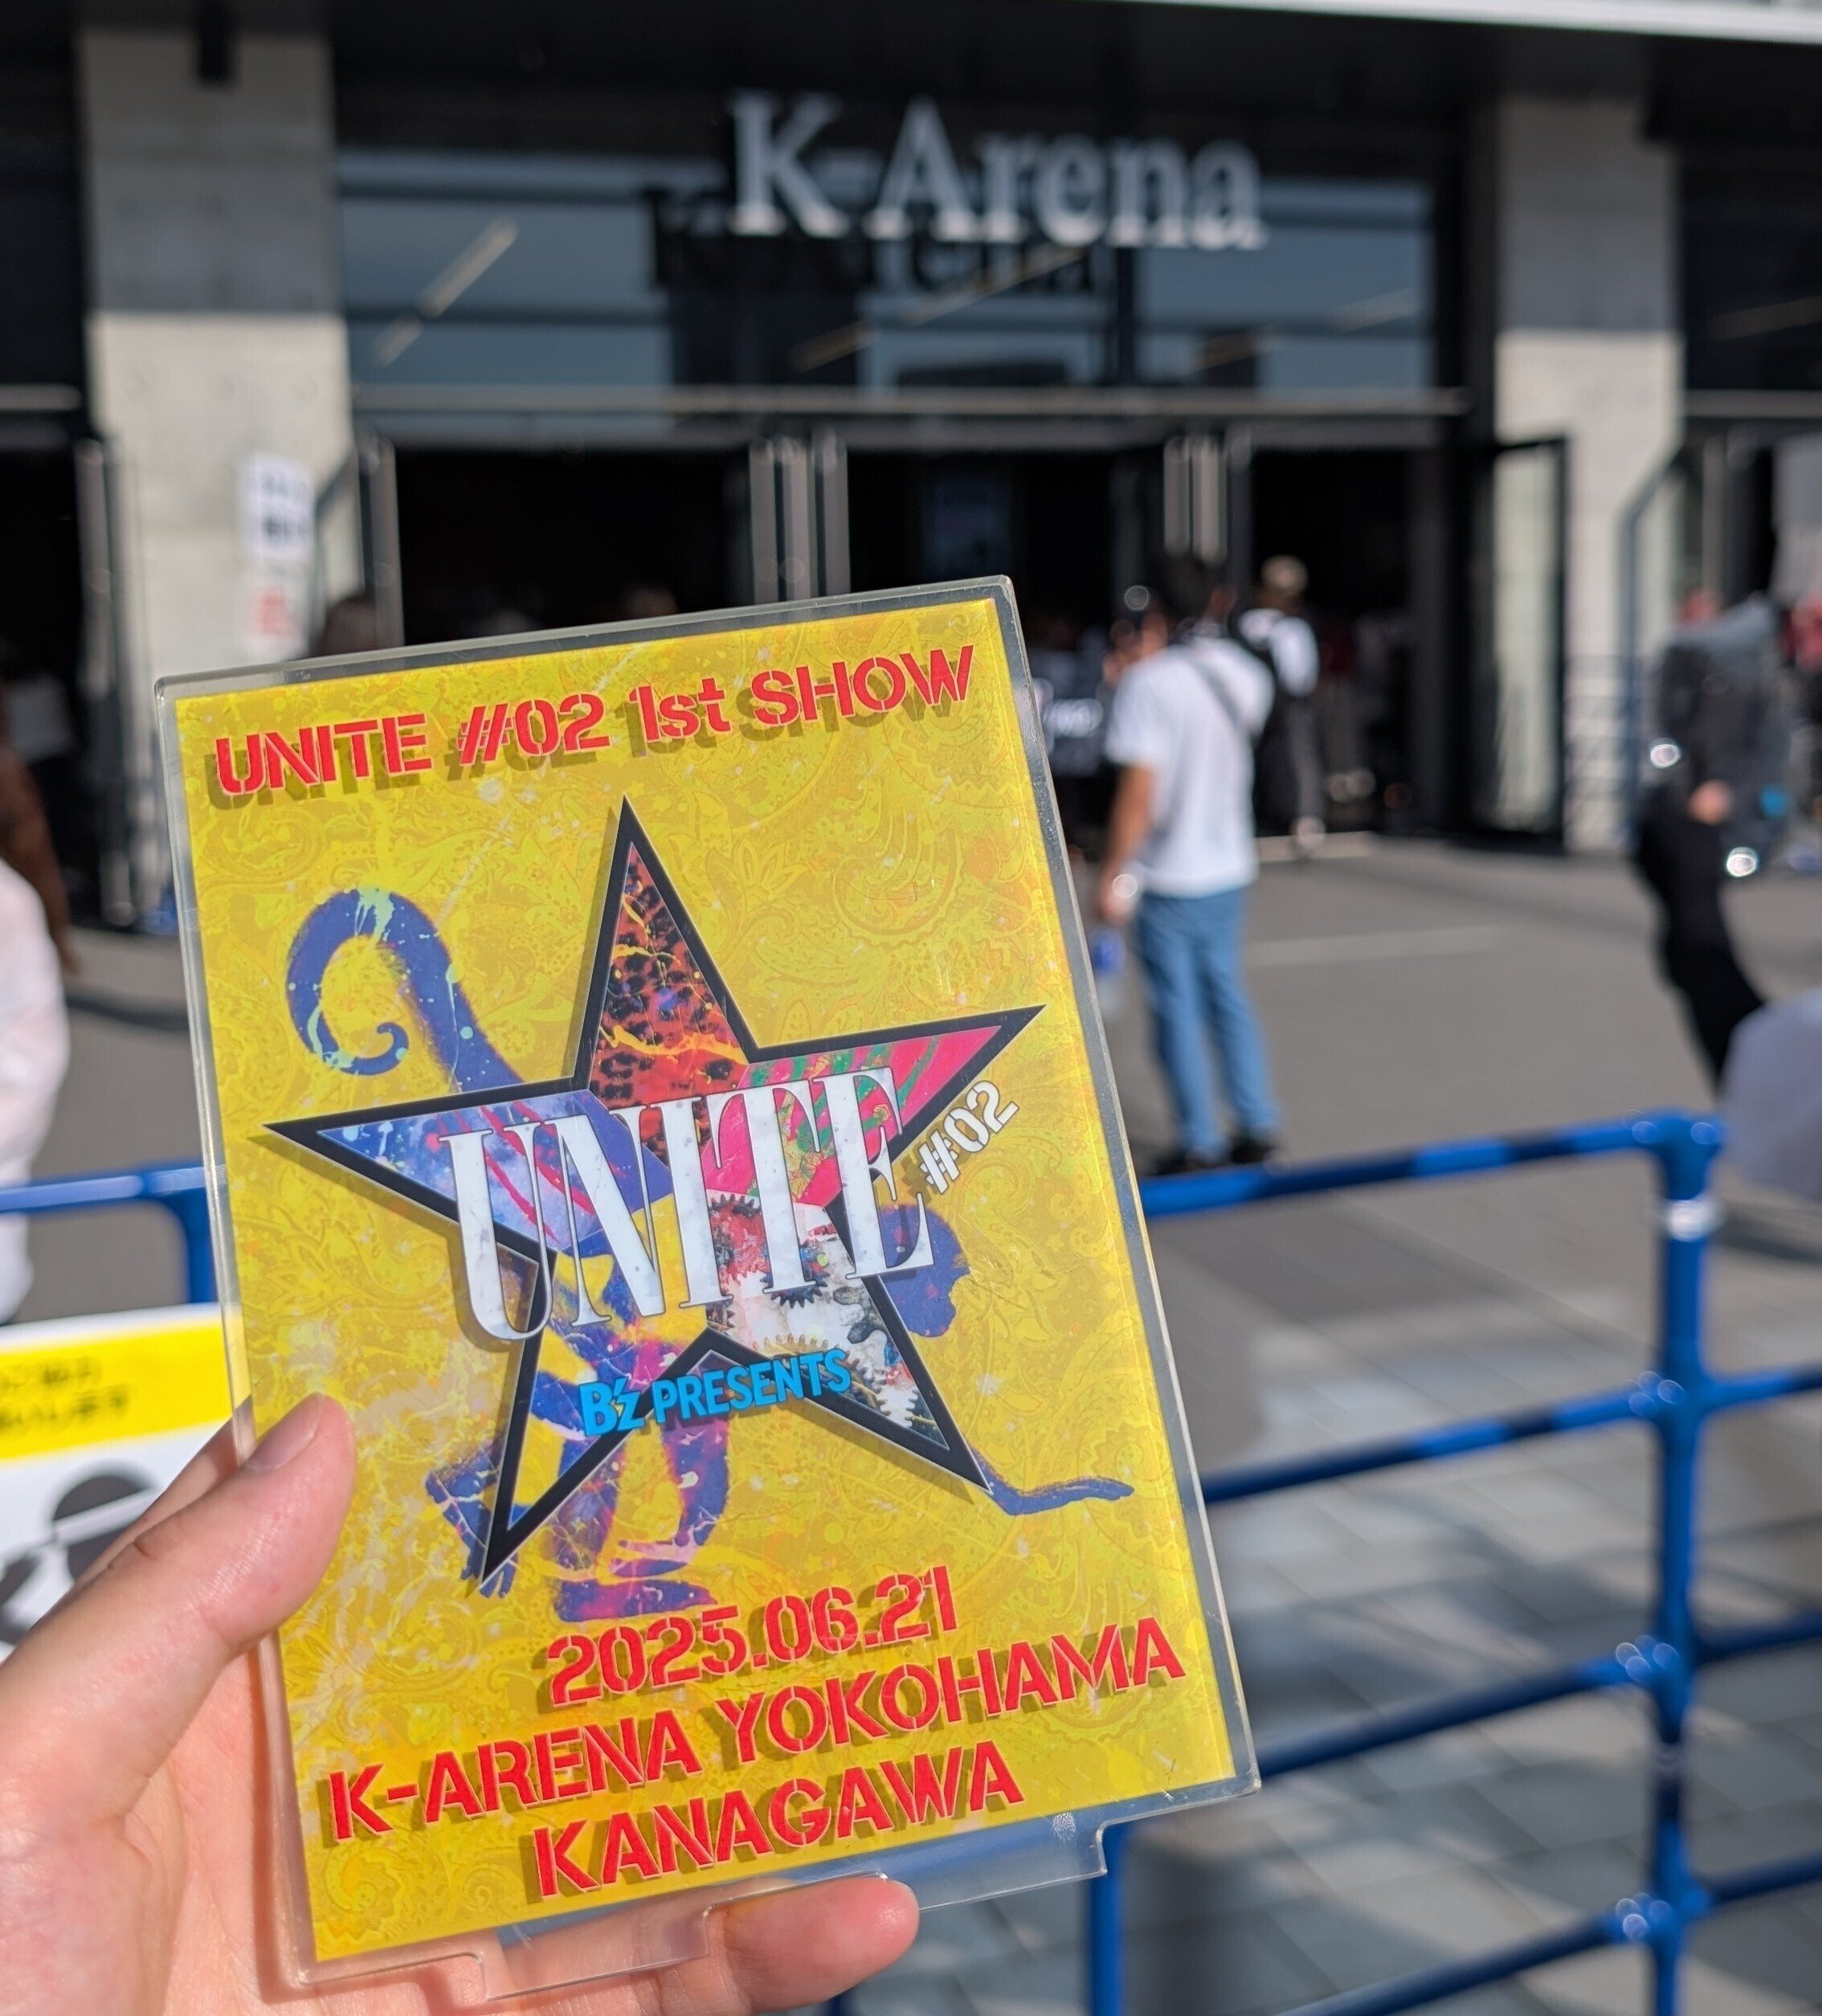 K-Arena
UNITE #02 1st SHOW
UNITE
#02
B'z PRESENTS
2025.06.21
K-ARENA YOKOHAMA
KANAGAWA